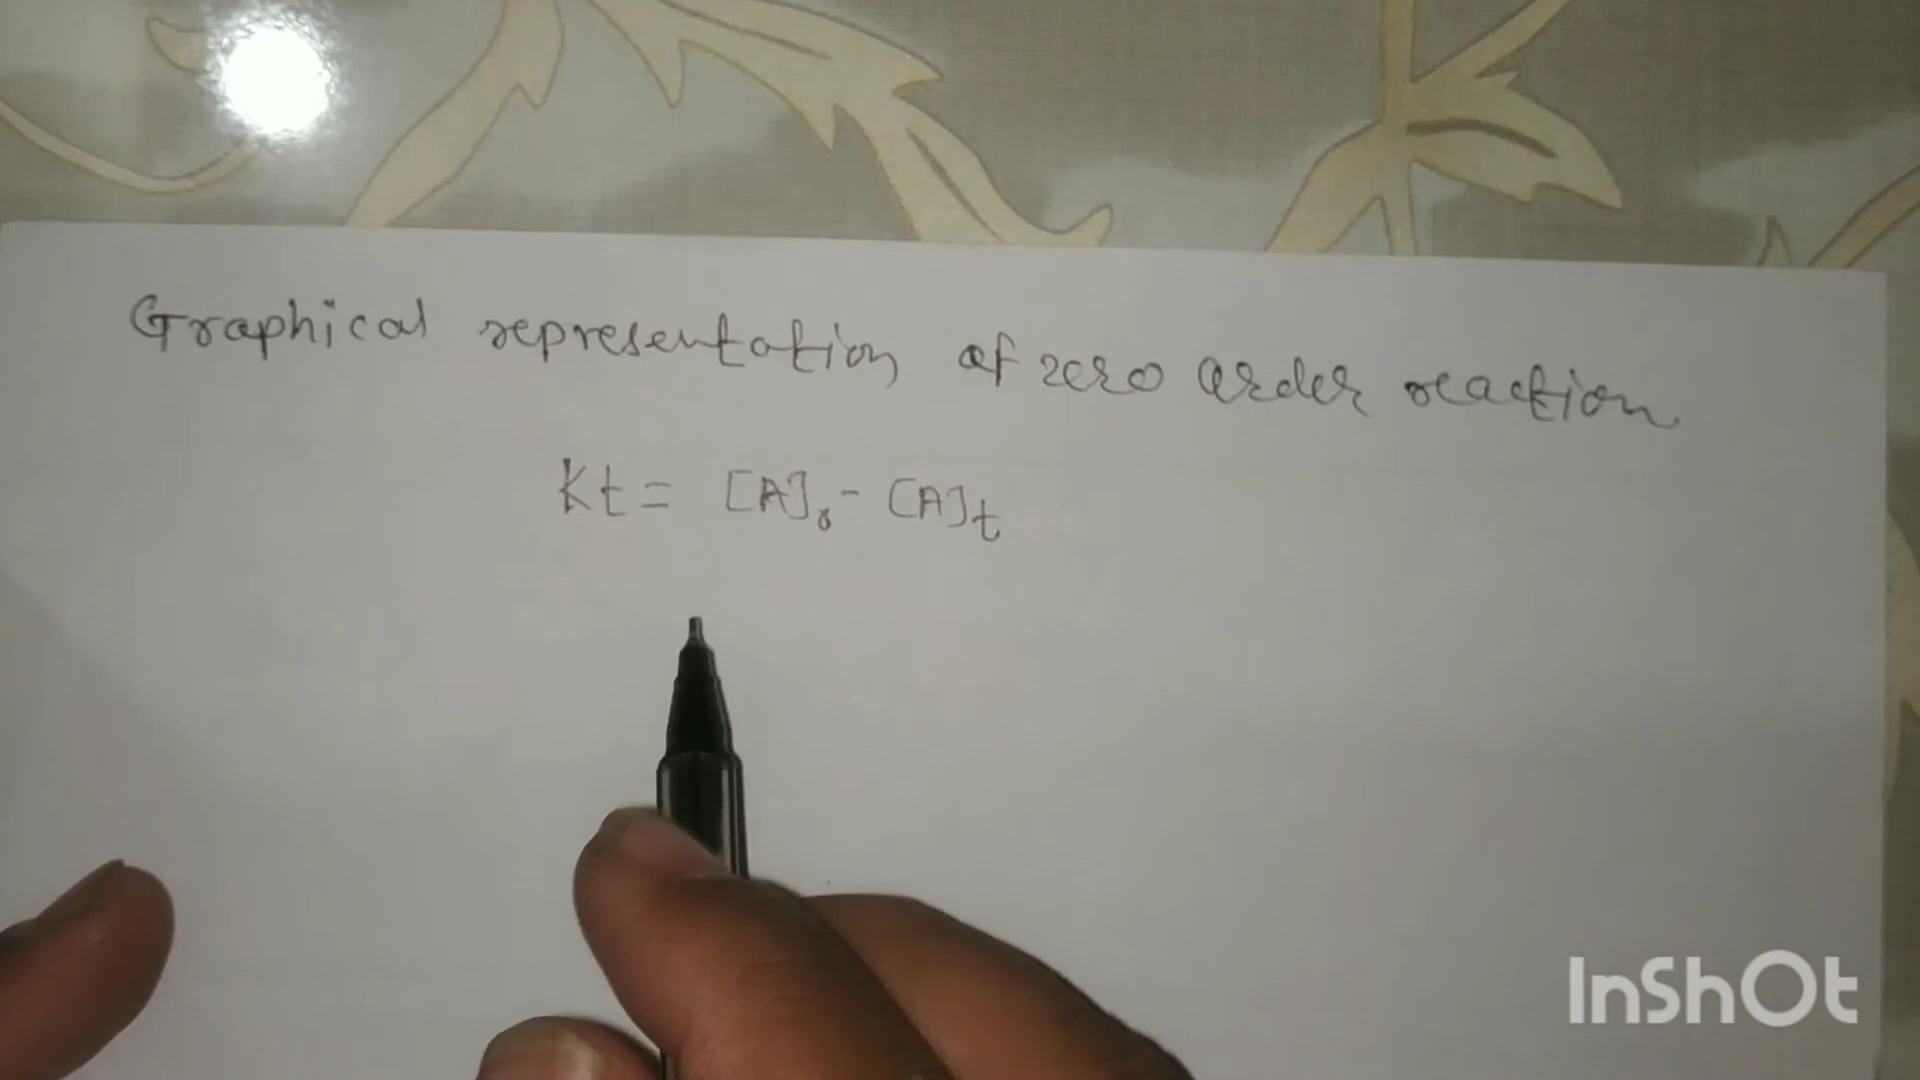 Graphical representation of zero order reaction
Kt = [A]₀ - [A]t
InShOt